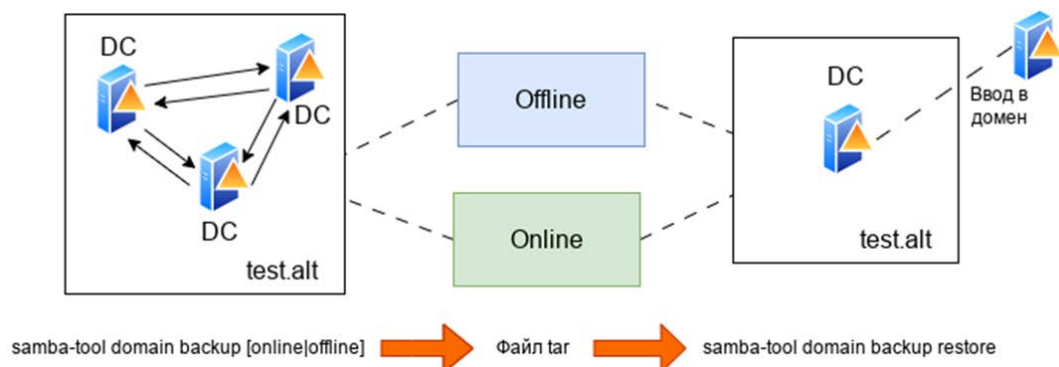 DC
DC
DC
test.alt
Offline
Online
DC
test.alt
Ввод в
домен
samba-tool domain backup [online|offline]
Файл tar
samba-tool domain backup restore